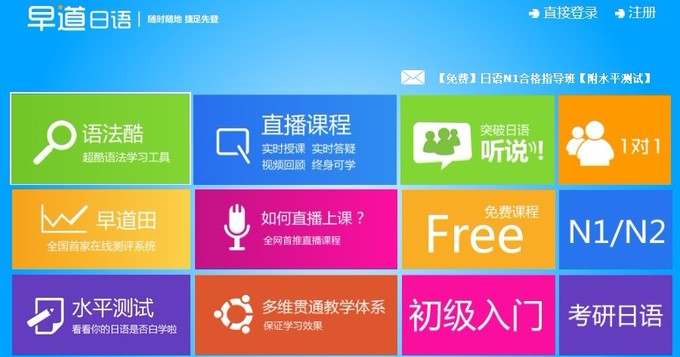 早道日语 随时随地 捷足先登
直接登录 注册
【免费】日语N1合格指导班【附水平测试】
语法酷
超酷语法学习工具
直播课程
实时授课 实时答疑
视频回顾 终身可学
突破日语
听说!
1对1
早道田
全国首家在线测评系统
如何直播上课？
全网首推直播课程
免费课程
Free
N1/N2
水平测试
看看你的日语是否白学啦
多维贯通教学体系
保证学习效果
初级入门
考研日语